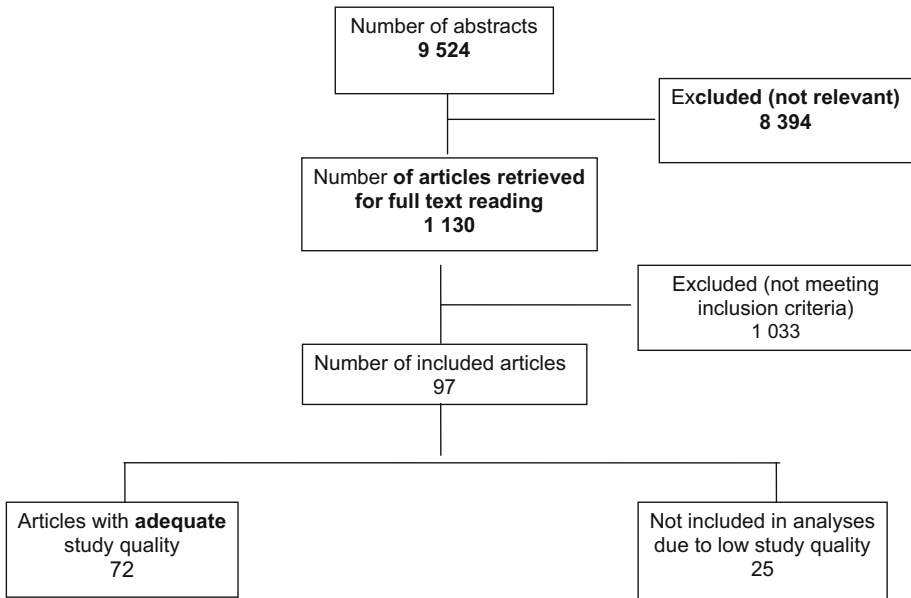 Number of abstracts
9 524
Excluded (not relevant)
8 394
Number of articles retrieved
for full text reading
1 130
Excluded (not meeting
inclusion criteria)
1 033
Number of included articles
97
Articles with adequate
study quality
72
Not included in analyses
due to low study quality
25